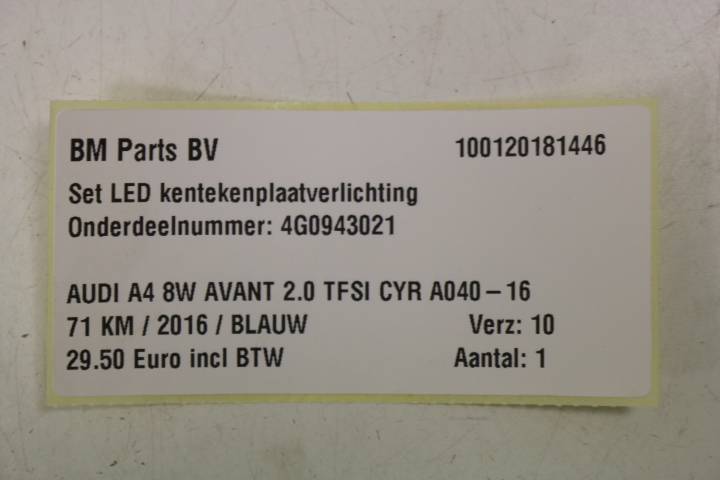 BM Parts BV 100120181446
Set LED kentekenplaatverlichting
Onderdeelnummer: 4G0943021
AUDI A4 8W AVANT 2.0 TFSI CYR A040-16
71 KM / 2016 / BLAUW Verz: 10
29.50 Euro incl BTW Aantal: 1